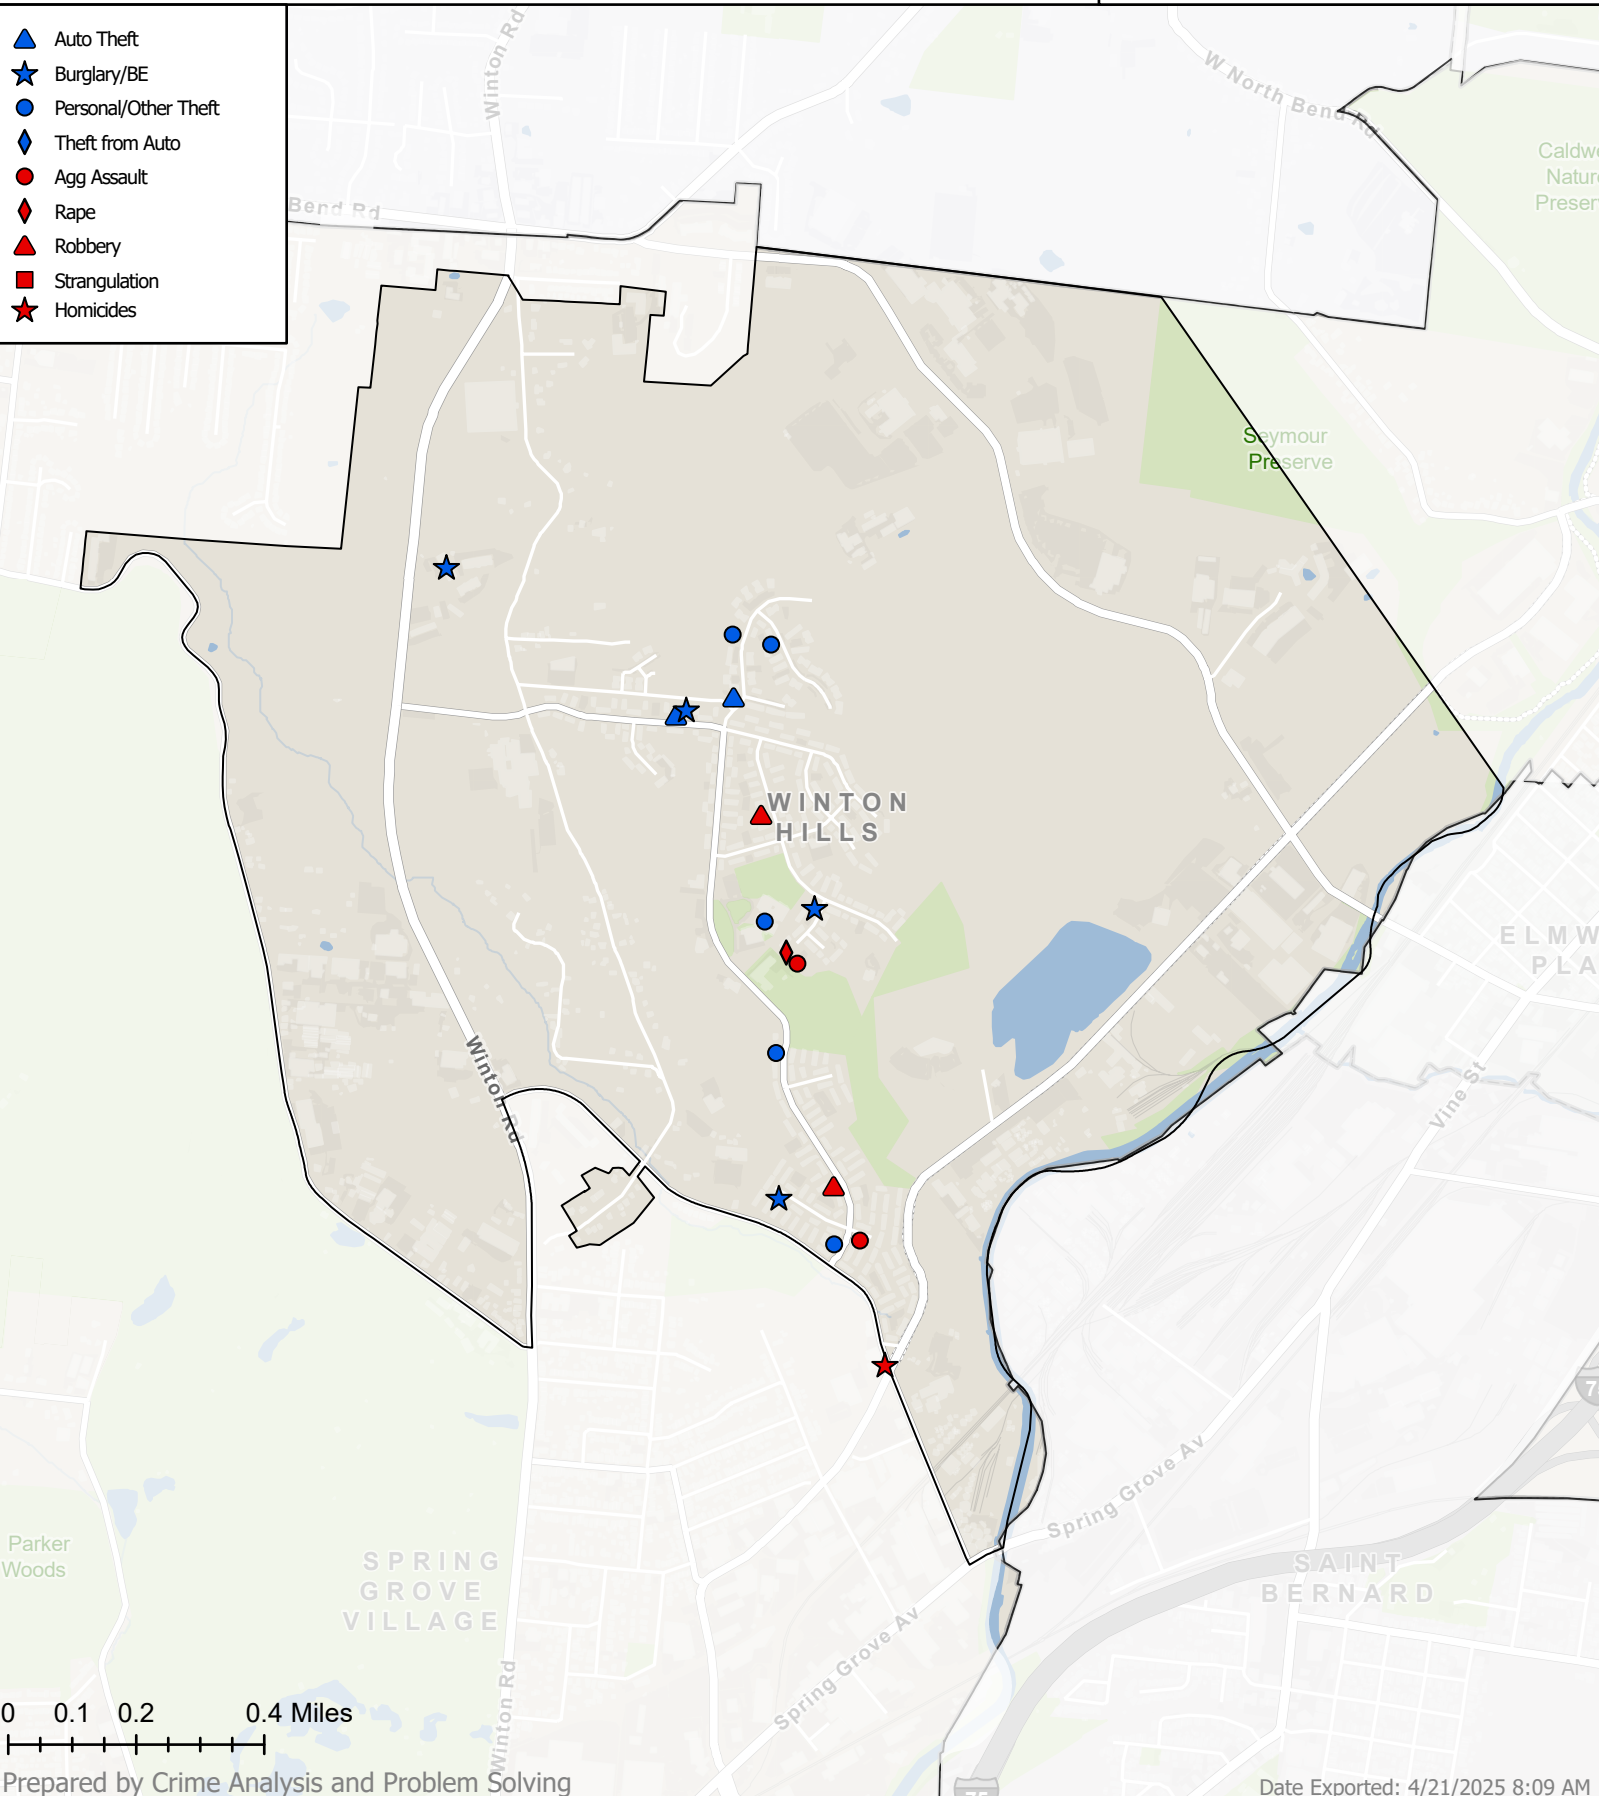 Auto Theft
Burglary/BE
Personal/Other Theft
Theft from Auto
Agg Assault
Rape
Robbery
Strangulation
Homicides
Winton Rd
W North Bend Rd
Bend Rd
Seymour
Preserve
WINTON
HILLS
Winton Rd
Vine St
Spring Grove Av
Parker
Woods
SPRING
GROVE
VILLAGE
SAINT
BERNARD
Spring Grove Av
Winton Rd
0 0.1 0.2 0.4 Miles
Prepared by Crime Analysis and Problem Solving
Date Exported: 4/21/2025 8:09 AM
75